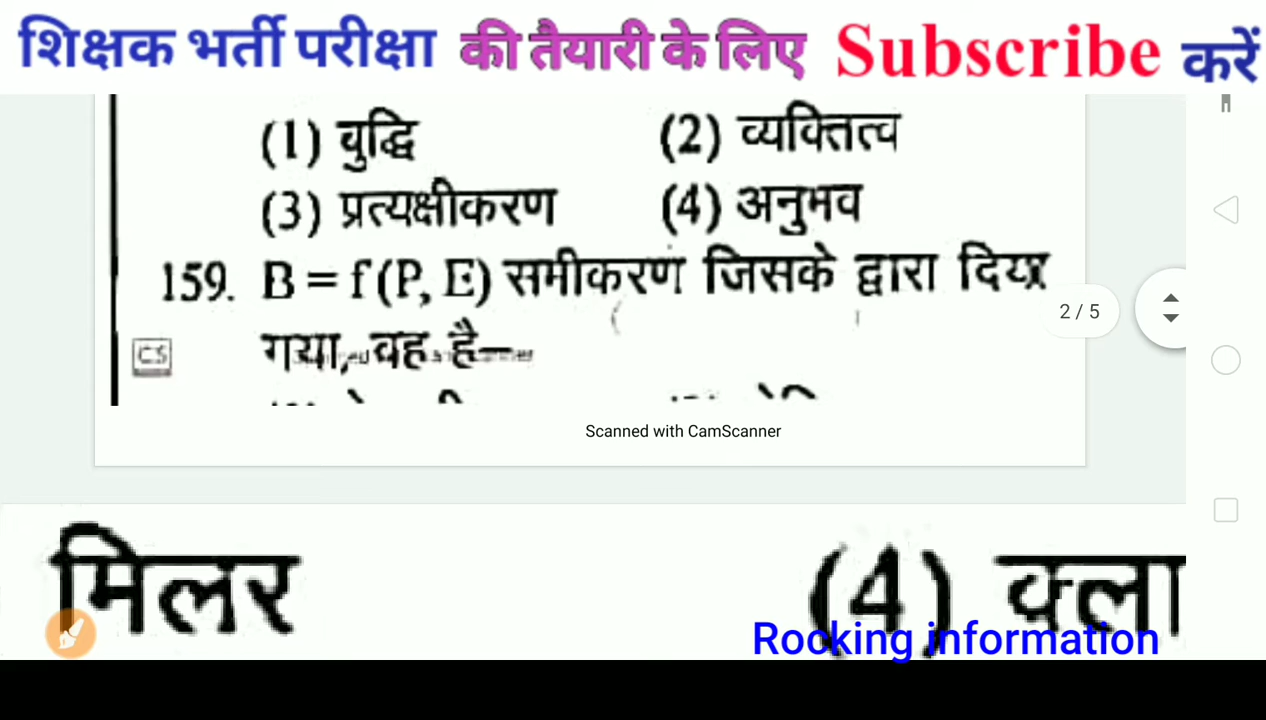 शिक्षक भर्ती परीक्षा की तैयारी के लिए Subscribe करें
(1) बुद्धि (2) व्यक्तित्व
(3) प्रत्यक्षीकरण (4) अनुभव
159. B = f (P, E) समीकरण जिसके द्वारा दिया
2 / 5
CS गया, वह है–
Scanned with CamScanner
मिलर (4) क्ला
Rocking information